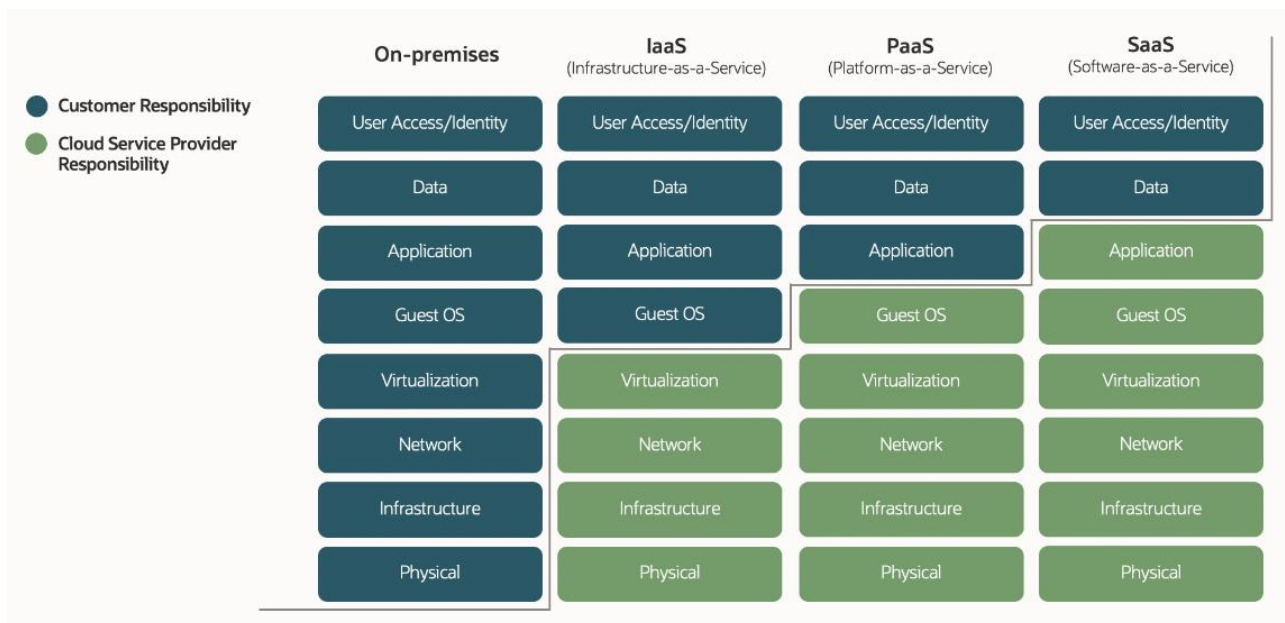 On-premises
IaaS
(Infrastructure-as-a-Service)
PaaS
(Platform-as-a-Service)
SaaS
(Software-as-a-Service)
Customer Responsibility
Cloud Service Provider
Responsibility
User Access/Identity
User Access/Identity
User Access/Identity
User Access/Identity
Data
Data
Data
Data
Application
Application
Application
Application
Guest OS
Guest OS
Guest OS
Guest OS
Virtualization
Virtualization
Virtualization
Virtualization
Network
Network
Network
Network
Infrastructure
Infrastructure
Infrastructure
Infrastructure
Physical
Physical
Physical
Physical